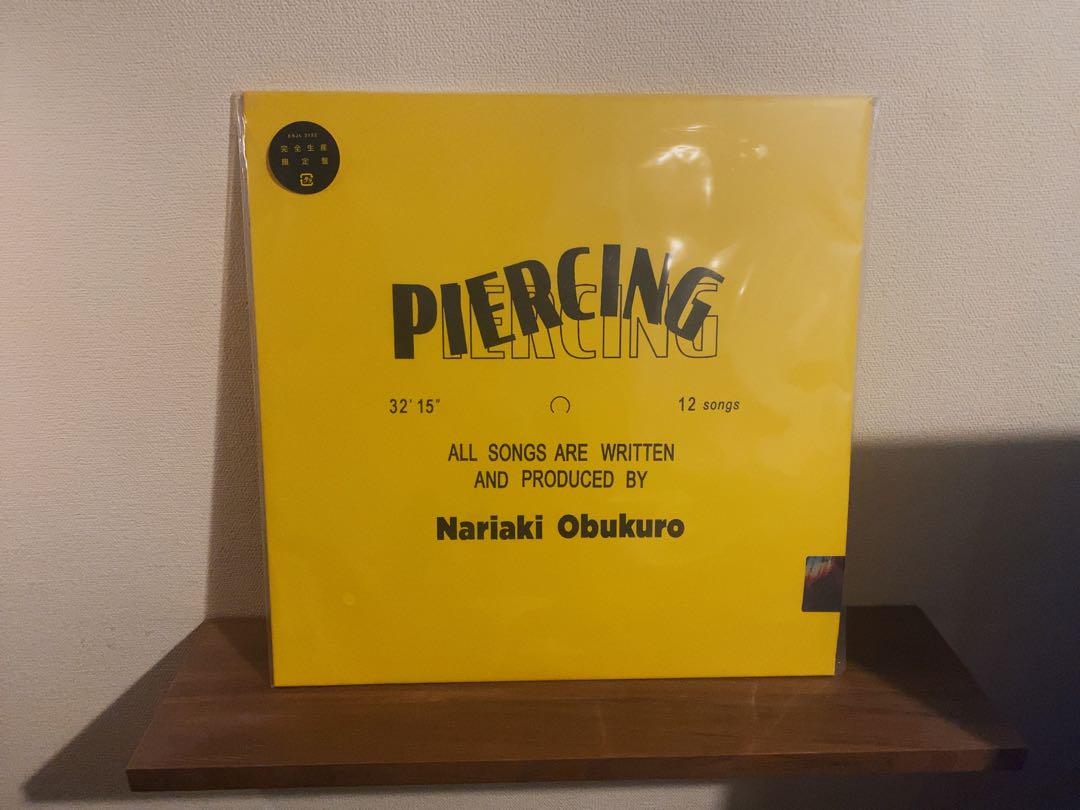 完全生産
限定盤
PIERCING
PIERCING
32' 15"
12 songs
ALL SONGS ARE WRITTEN
AND PRODUCED BY
Nariaki Obukuro